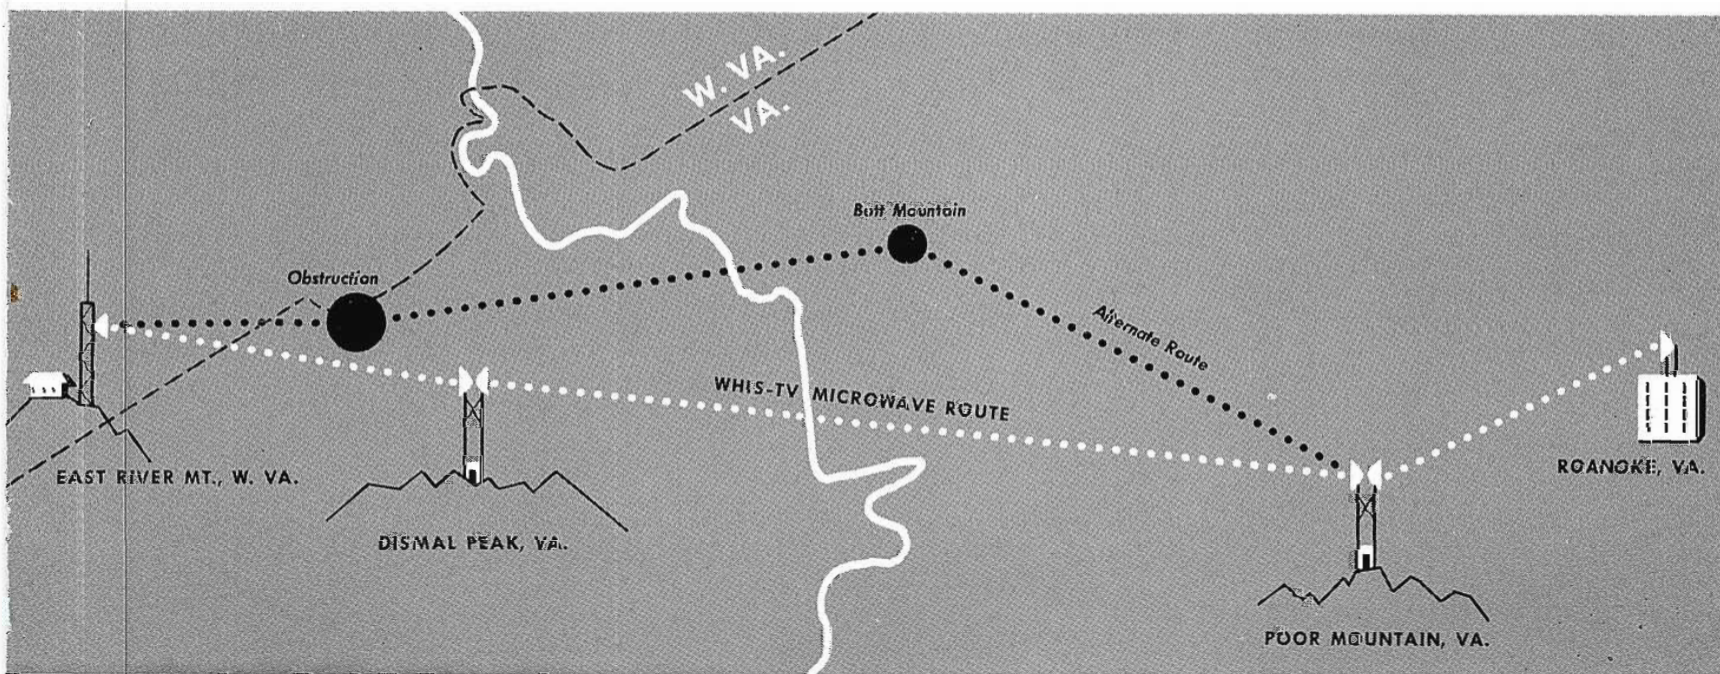 W. VA.
VA.
Butt Mountain
Obstruction
Alternate Route
WHIS-TV MICROWAVE ROUTE
EAST RIVER MT., W. VA.
ROANOKE, VA.
DISMAL PEAK, VA.
POOR MOUNTAIN, VA.